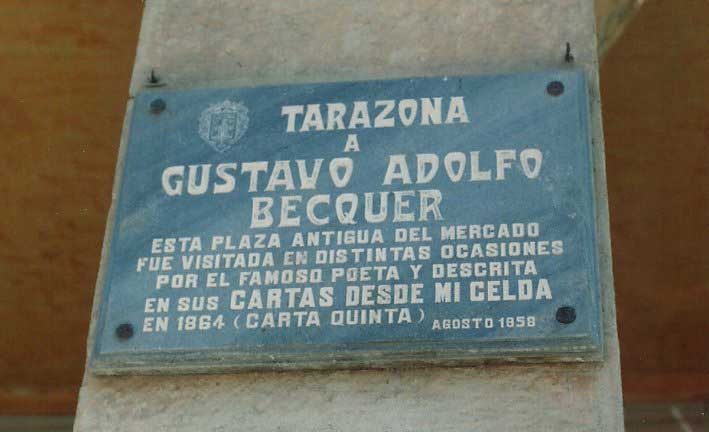 TARAZONA
A
GUSTAVO ADOLFO
BECQUER
ESTA PLAZA ANTIGUA DEL MERCADO
FUE VISITADA EN DISTINTAS OCASIONES
POR EL FAMOSO POETA Y DESCRITA
EN SUS CARTAS DESDE MI CELDA
EN 1864 (CARTA QUINTA) AGOSTO 1958